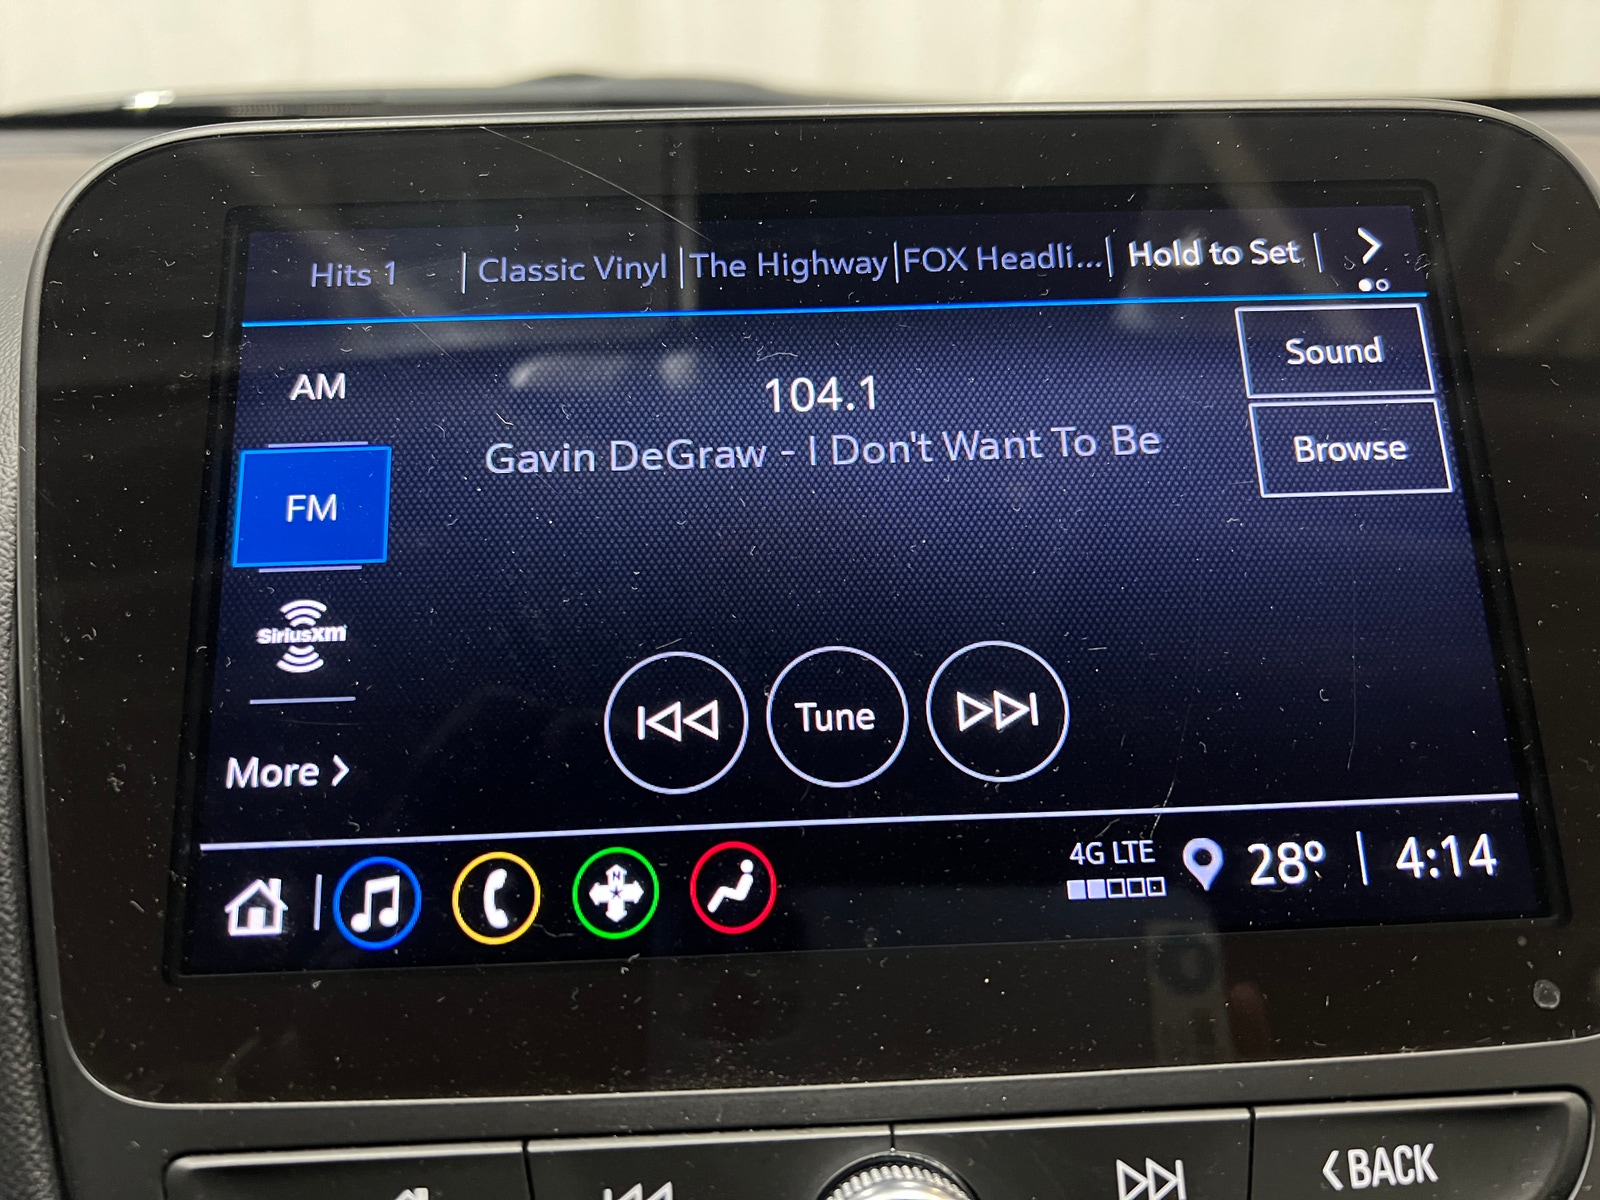 Hits 1 | Classic Vinyl | The Highway | FOX Headli... | Hold to Set |
Sound
AM
104.1
Gavin DeGraw - I Don't Want To Be
Browse
FM
SiriusXM
Tune
More
N
4G LTE
28° | 4:14
BACK